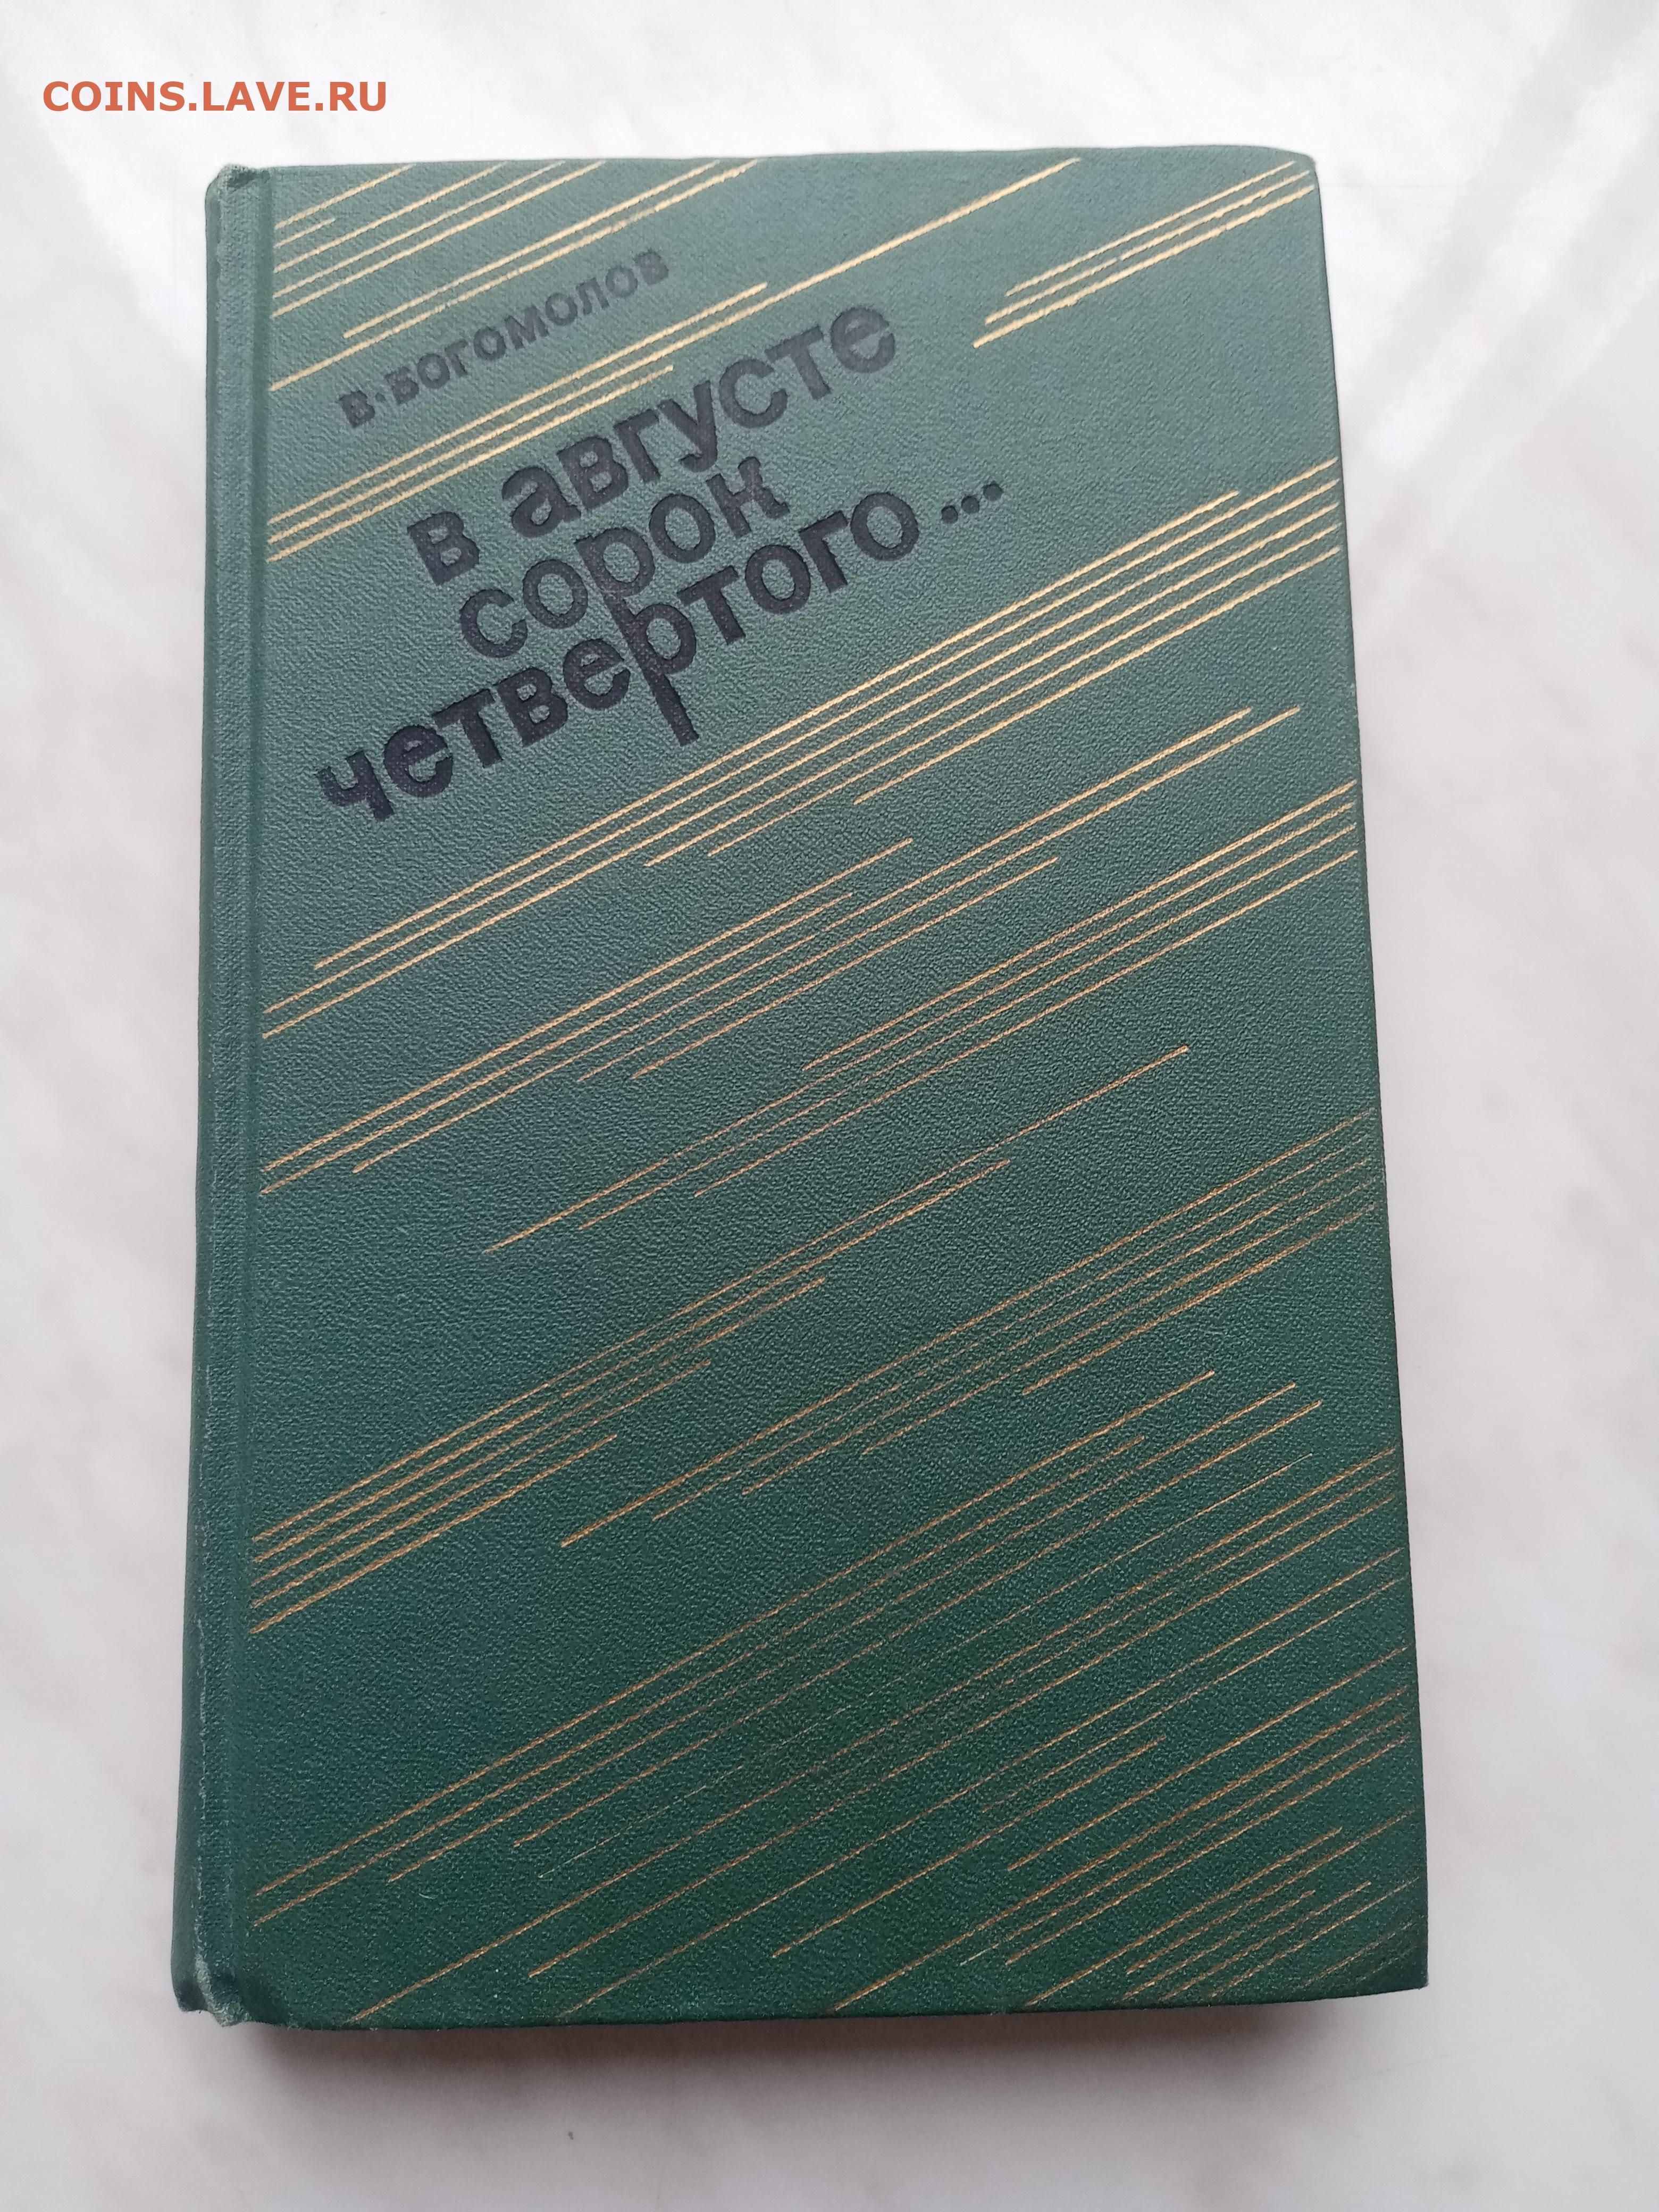 COINS.LAVE.RU
В·БОГОМОЛОВ
в августе
сорок
четвертого...